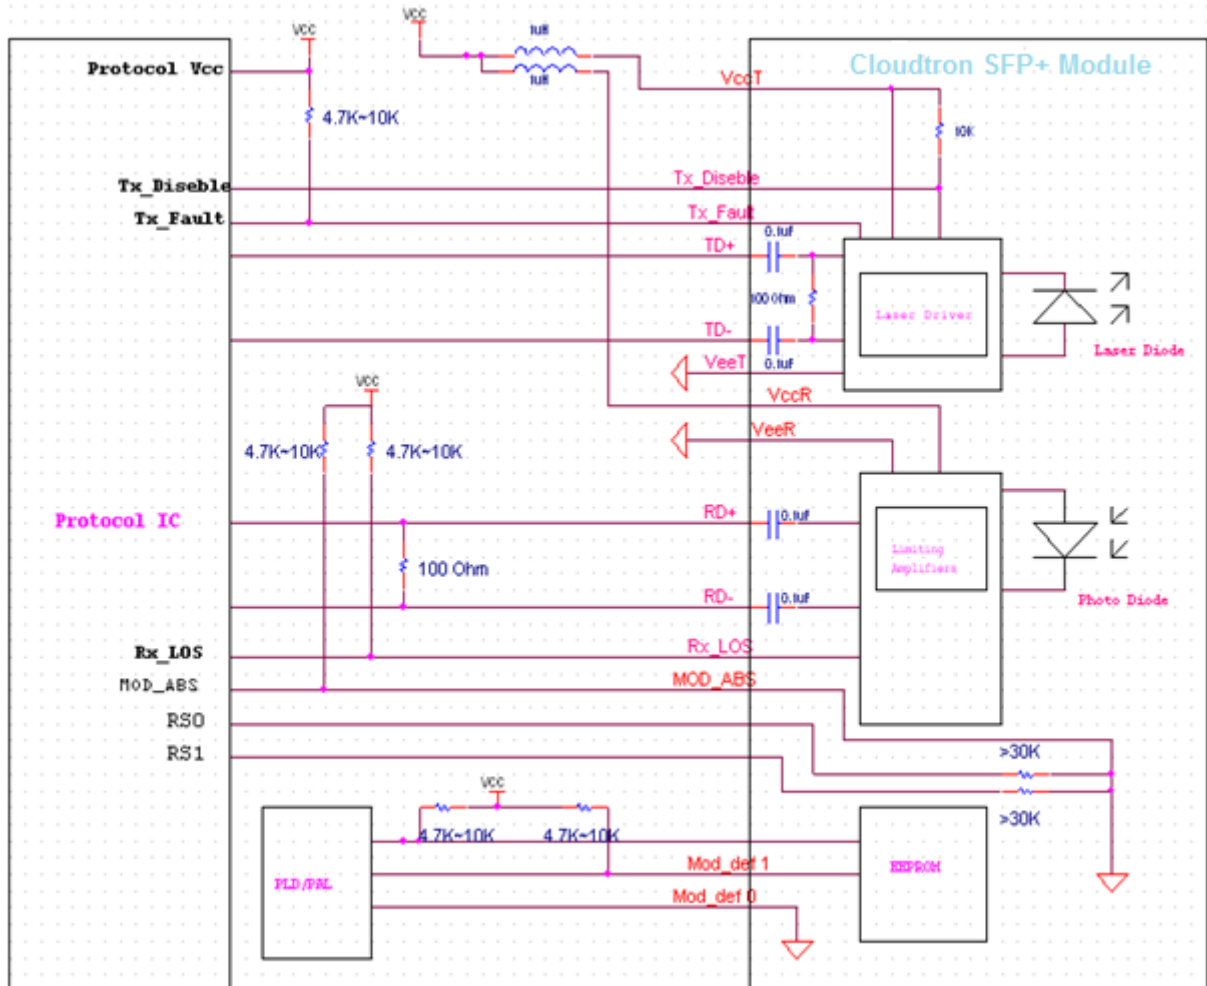 Vcc
1uH
VCC
Protocol Vcc
Cloudtron SFP+ Module
1uH
VccT
4.7K~10K
10K
Tx_Diseble
Tx_Diseble
Tx_Fault
Tx_Fault
0.1uf
TD+
100 Ohm
Laser Driver
TD-
Laser Diode
VeeT
0.1uf
VCC
VccR
VeeR
4.7K~10K
4.7K~10K
Protocol IC
RD+
0.1uf
Limiting
Amplifiers
100 Ohm
RD-
0.1uf
Photo Diode
Rx_LOS
Rx_LOS
MOD_ABS
MOD_ABS
RS0
RS1
>30K
VCC
>30K
4.7K~10K
4.7K~10K
Mod_def 1
EEPROM
PLD/PAL
Mod_def 0